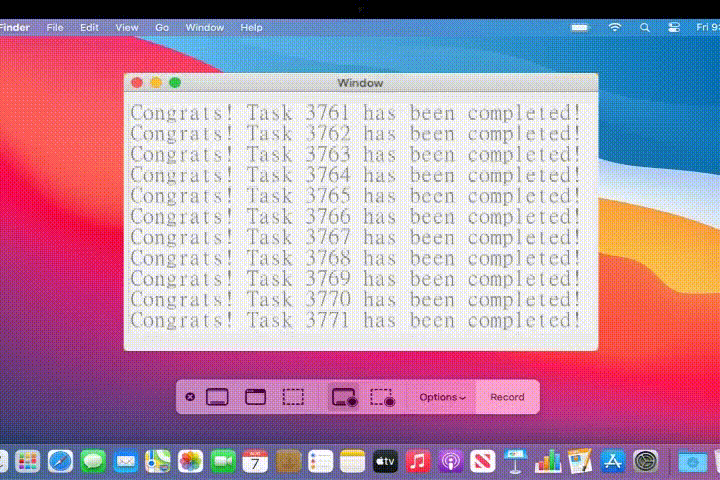 Finder File Edit View Go Window Help Fri 9:
Window
Congrats! Task 3761 has been completed!
Congrats! Task 3762 has been completed!
Congrats! Task 3763 has been completed!
Congrats! Task 3764 has been completed!
Congrats! Task 3765 has been completed!
Congrats! Task 3766 has been completed!
Congrats! Task 3767 has been completed!
Congrats! Task 3768 has been completed!
Congrats! Task 3769 has been completed!
Congrats! Task 3770 has been completed!
Congrats! Task 3771 has been completed!
Options Record
7 tv